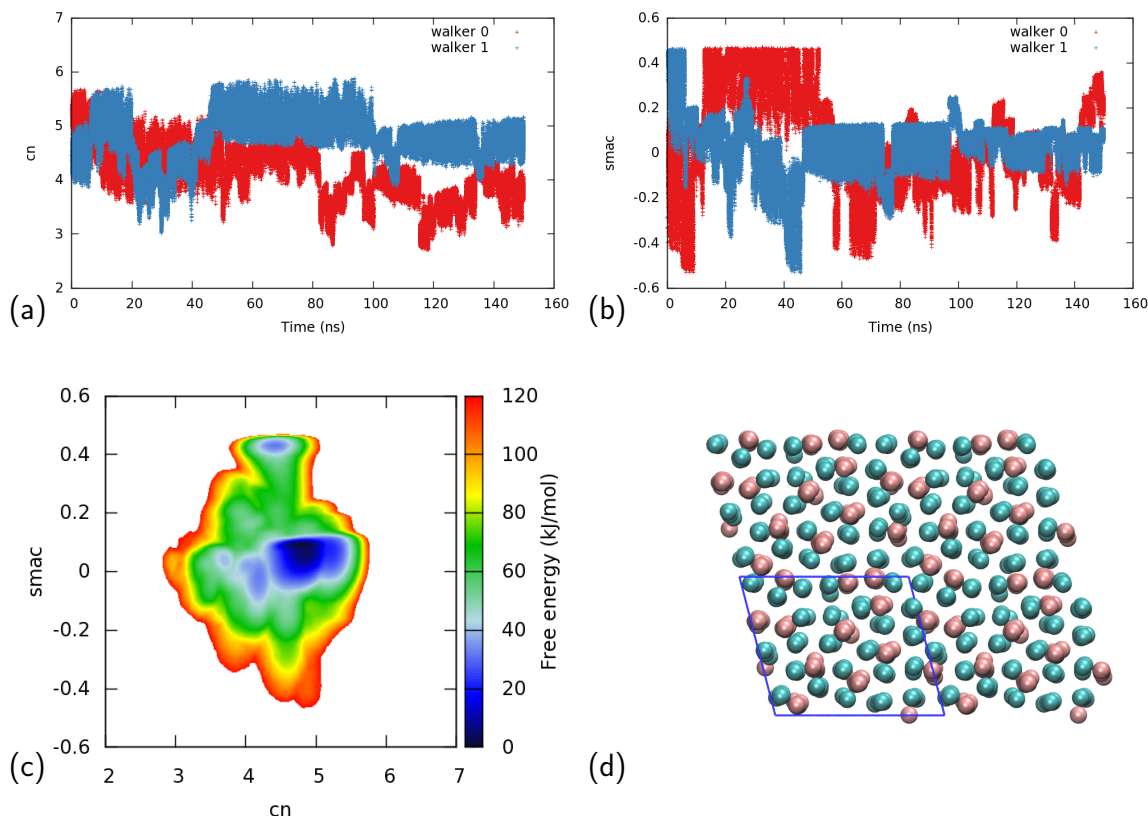 7
6
5
4
3
2
cn
0 20 40 60 80 100 120 140 160
Time (ns)
walker 0
walker 1
(a)
0.6
0.4
0.2
0
-0.2
-0.4
-0.6
smac
0 20 40 60 80 100 120 140 160
Time (ns)
walker 0
walker 1
(b)
0.6
0.4
0.2
0
-0.2
-0.4
-0.6
smac
2 3 4 5 6 7
cn
120
100
80
60
40
20
0
Free energy (kJ/mol)
(c)
(d)